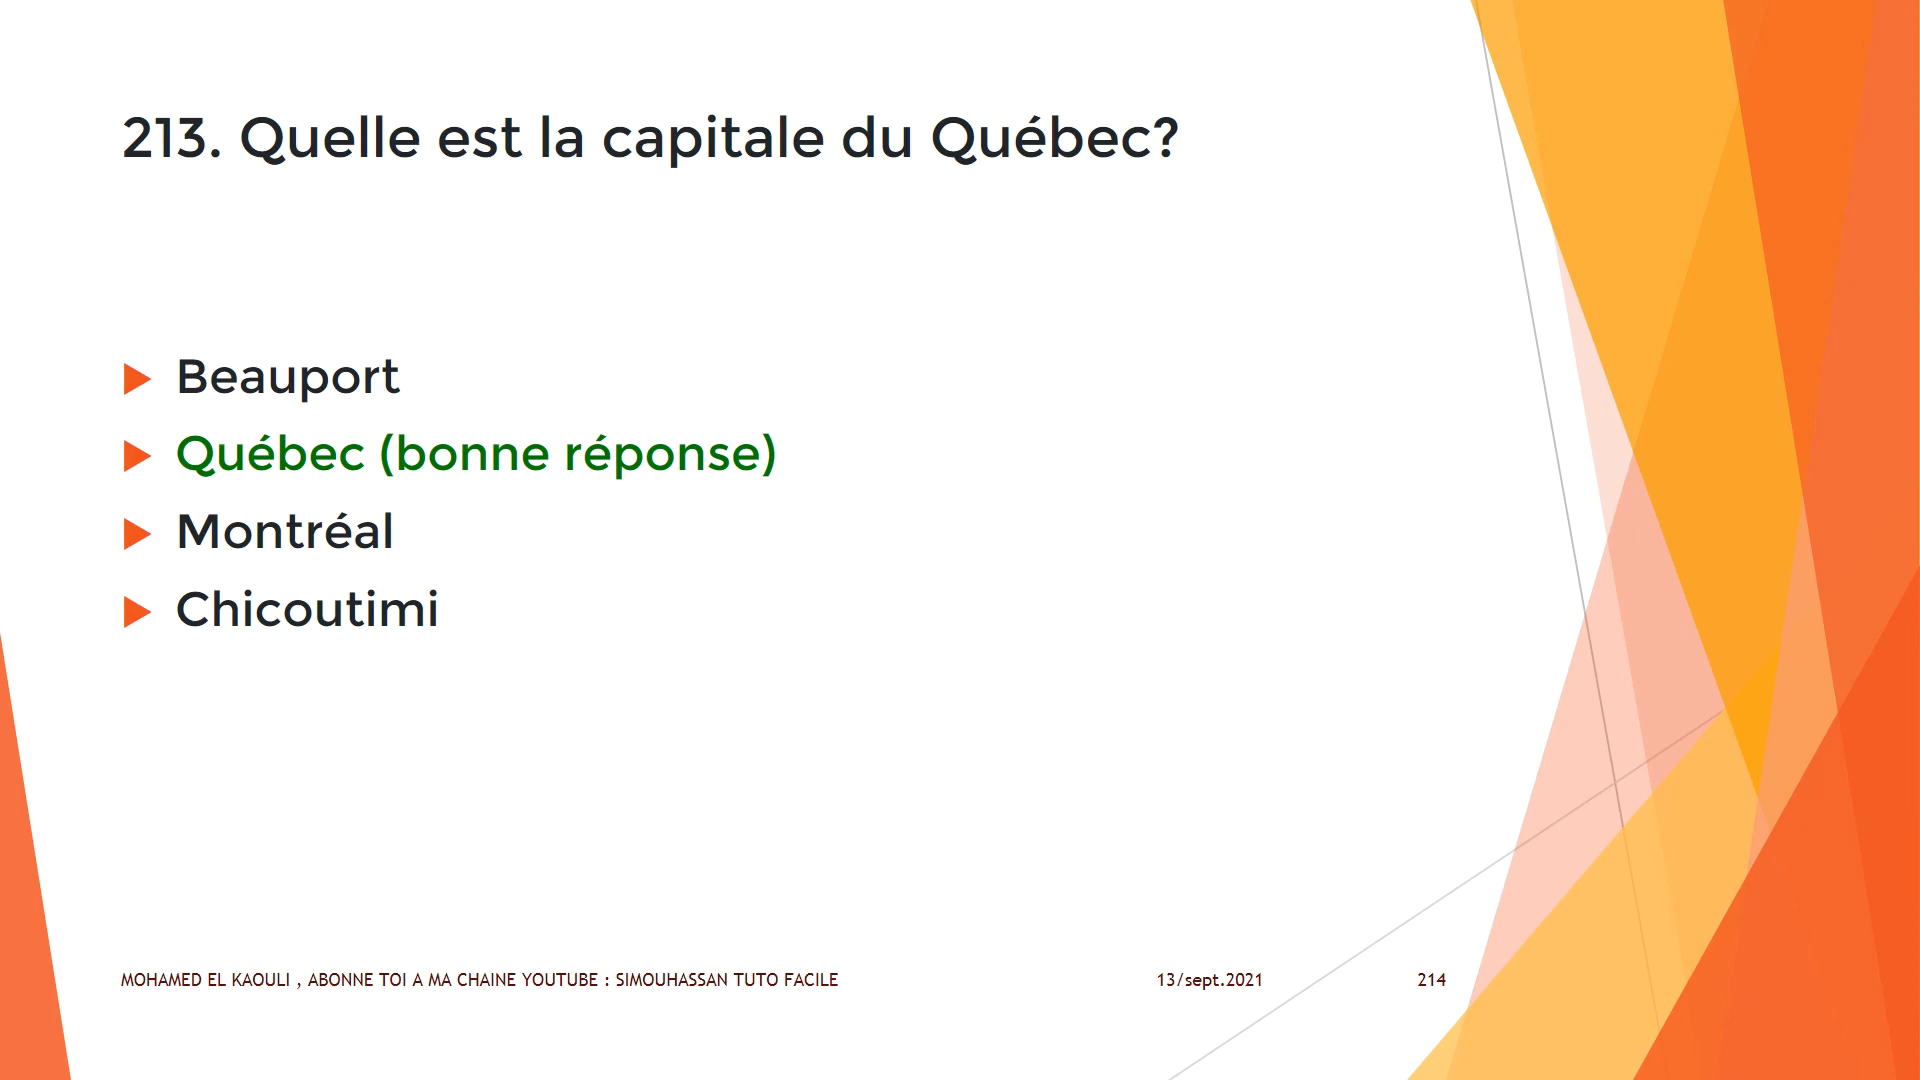 213. Quelle est la capitale du Québec?
Beauport
Québec (bonne réponse)
Montréal
Chicoutimi
MOHAMED EL KAOULI , ABONNE TOI A MA CHAINE YOUTUBE : SIMOUHASSAN TUTO FACILE 13/sept.2021 214